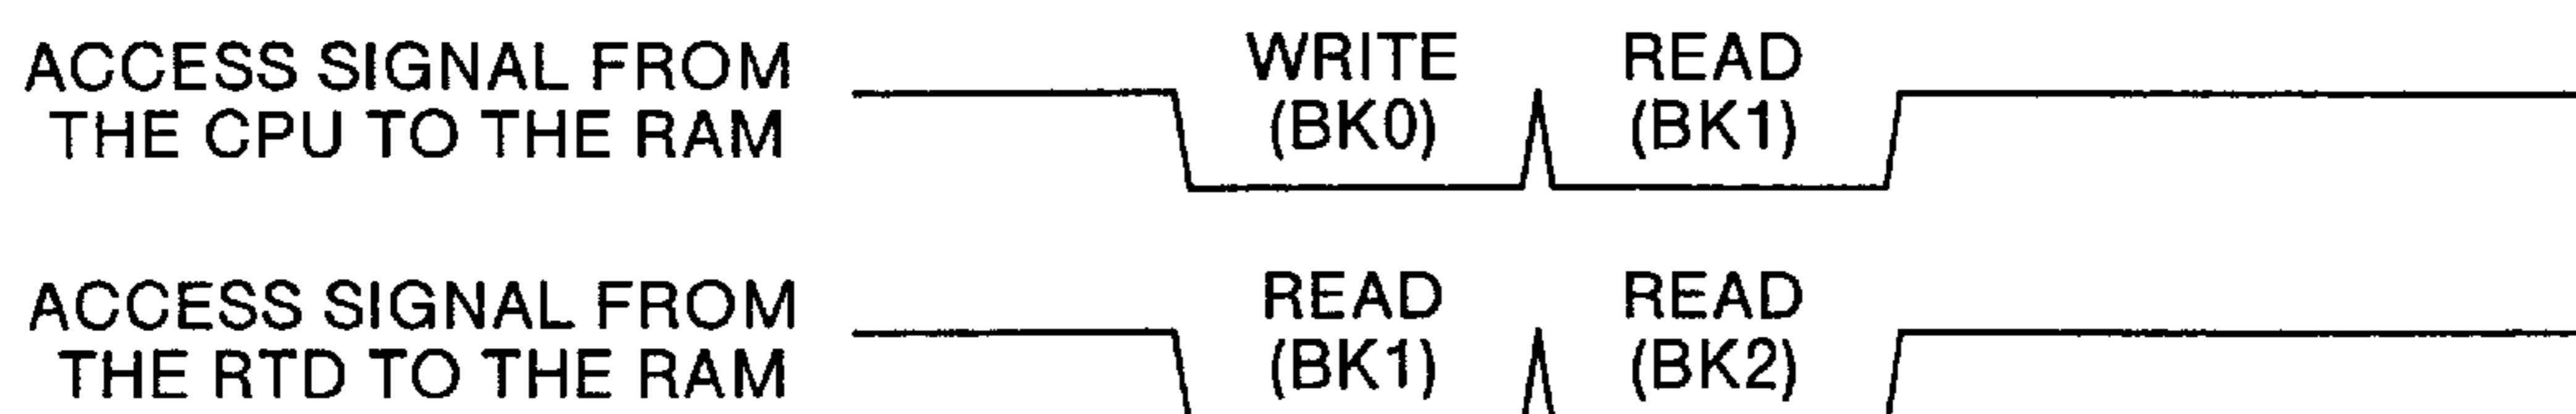 ACCESS SIGNAL FROM
THE CPU TO THE RAM
WRITE
(BK0)
READ
(BK1)
ACCESS SIGNAL FROM
THE RTD TO THE RAM
READ
(BK1)
READ
(BK2)